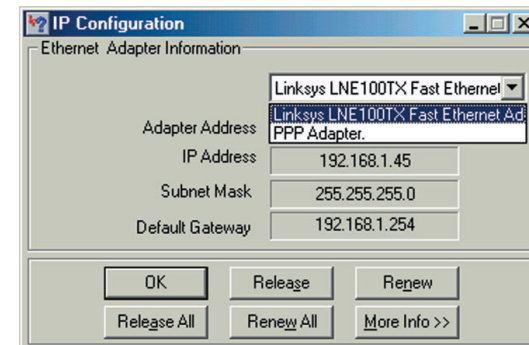 IP Configuration
Ethernet Adapter Information
Linksys LNE100TX Fast Ethernet
Linksys LNE100TX Fast Ethernet Ad
PPP Adapter.
Adapter Address
IP Address 192.168.1.45
Subnet Mask 255.255.255.0
Default Gateway 192.168.1.254
OK Release Renew
Release All Renew All More Info >>